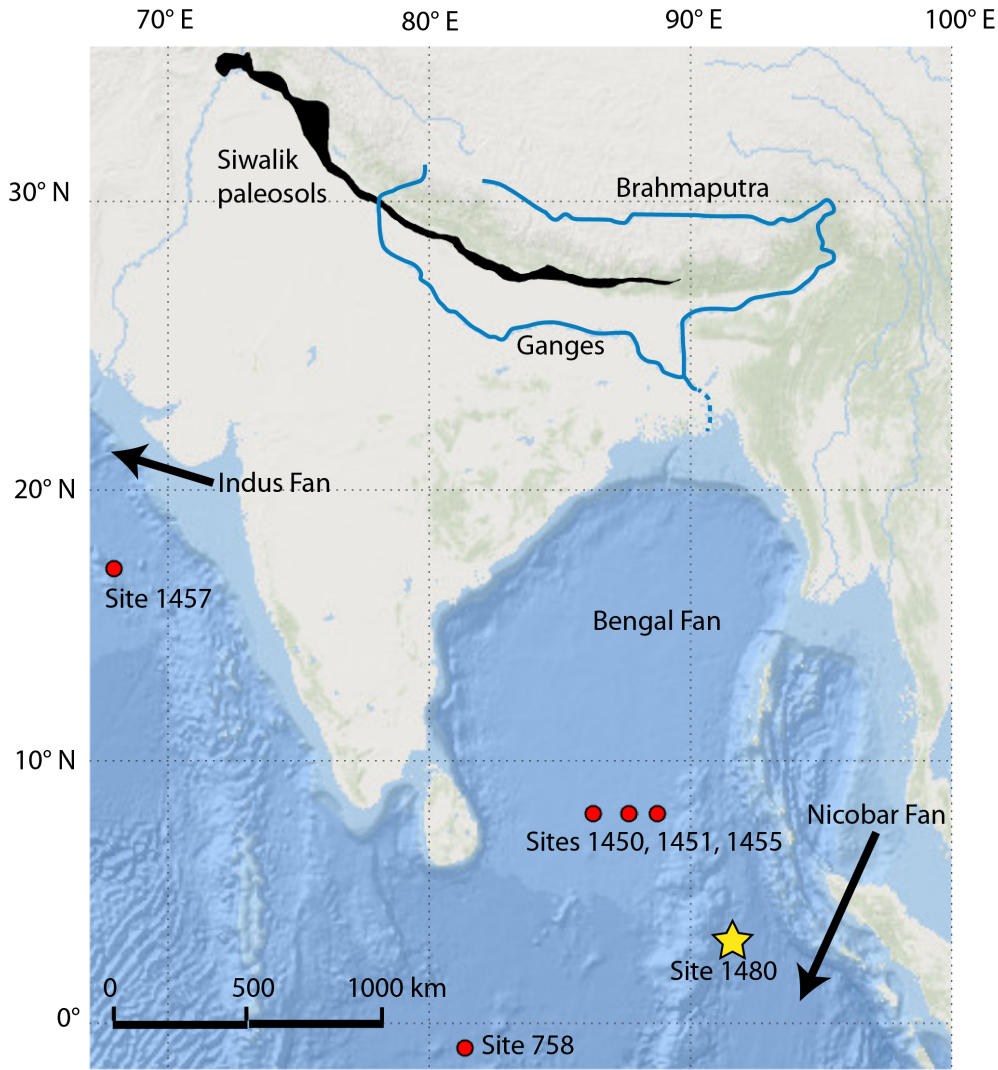 70° E
80° E
90° E
100° E
Siwalik
paleosols
Brahmaputra
30° N
Ganges
Indus Fan
20° N
Site 1457
Bengal Fan
10° N
Nicobar Fan
Sites 1450, 1451, 1455
Site 1480
0 500 1000 km
0°
Site 758